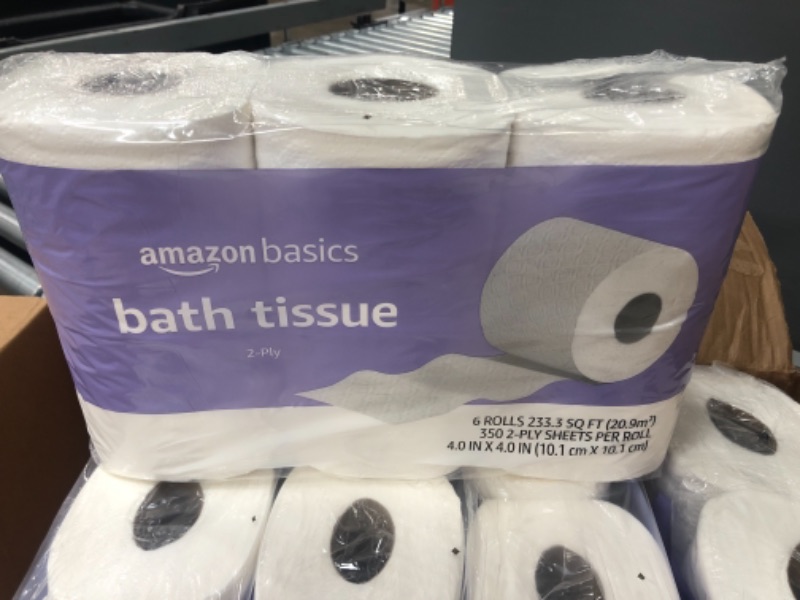 amazon basics
bath tissue
2-Ply
6 ROLLS 233.3 SQ FT (20.9m²)
350 2-PLY SHEETS PER ROLL
4.0 IN X 4.0 IN (10.1 cm X 10.1 cm)